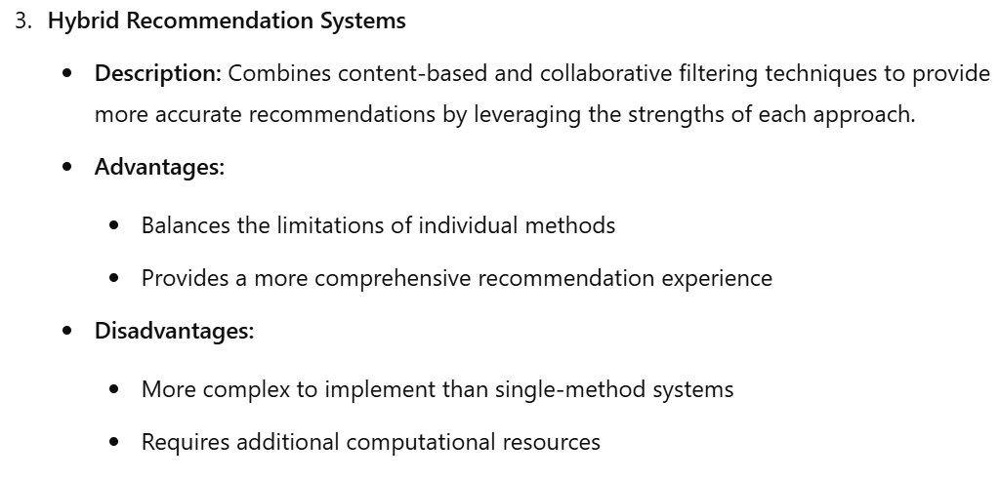 3. Hybrid Recommendation Systems
• Description: Combines content-based and collaborative filtering techniques to provide
more accurate recommendations by leveraging the strengths of each approach.
• Advantages:
• Balances the limitations of individual methods
• Provides a more comprehensive recommendation experience
• Disadvantages:
• More complex to implement than single-method systems
• Requires additional computational resources